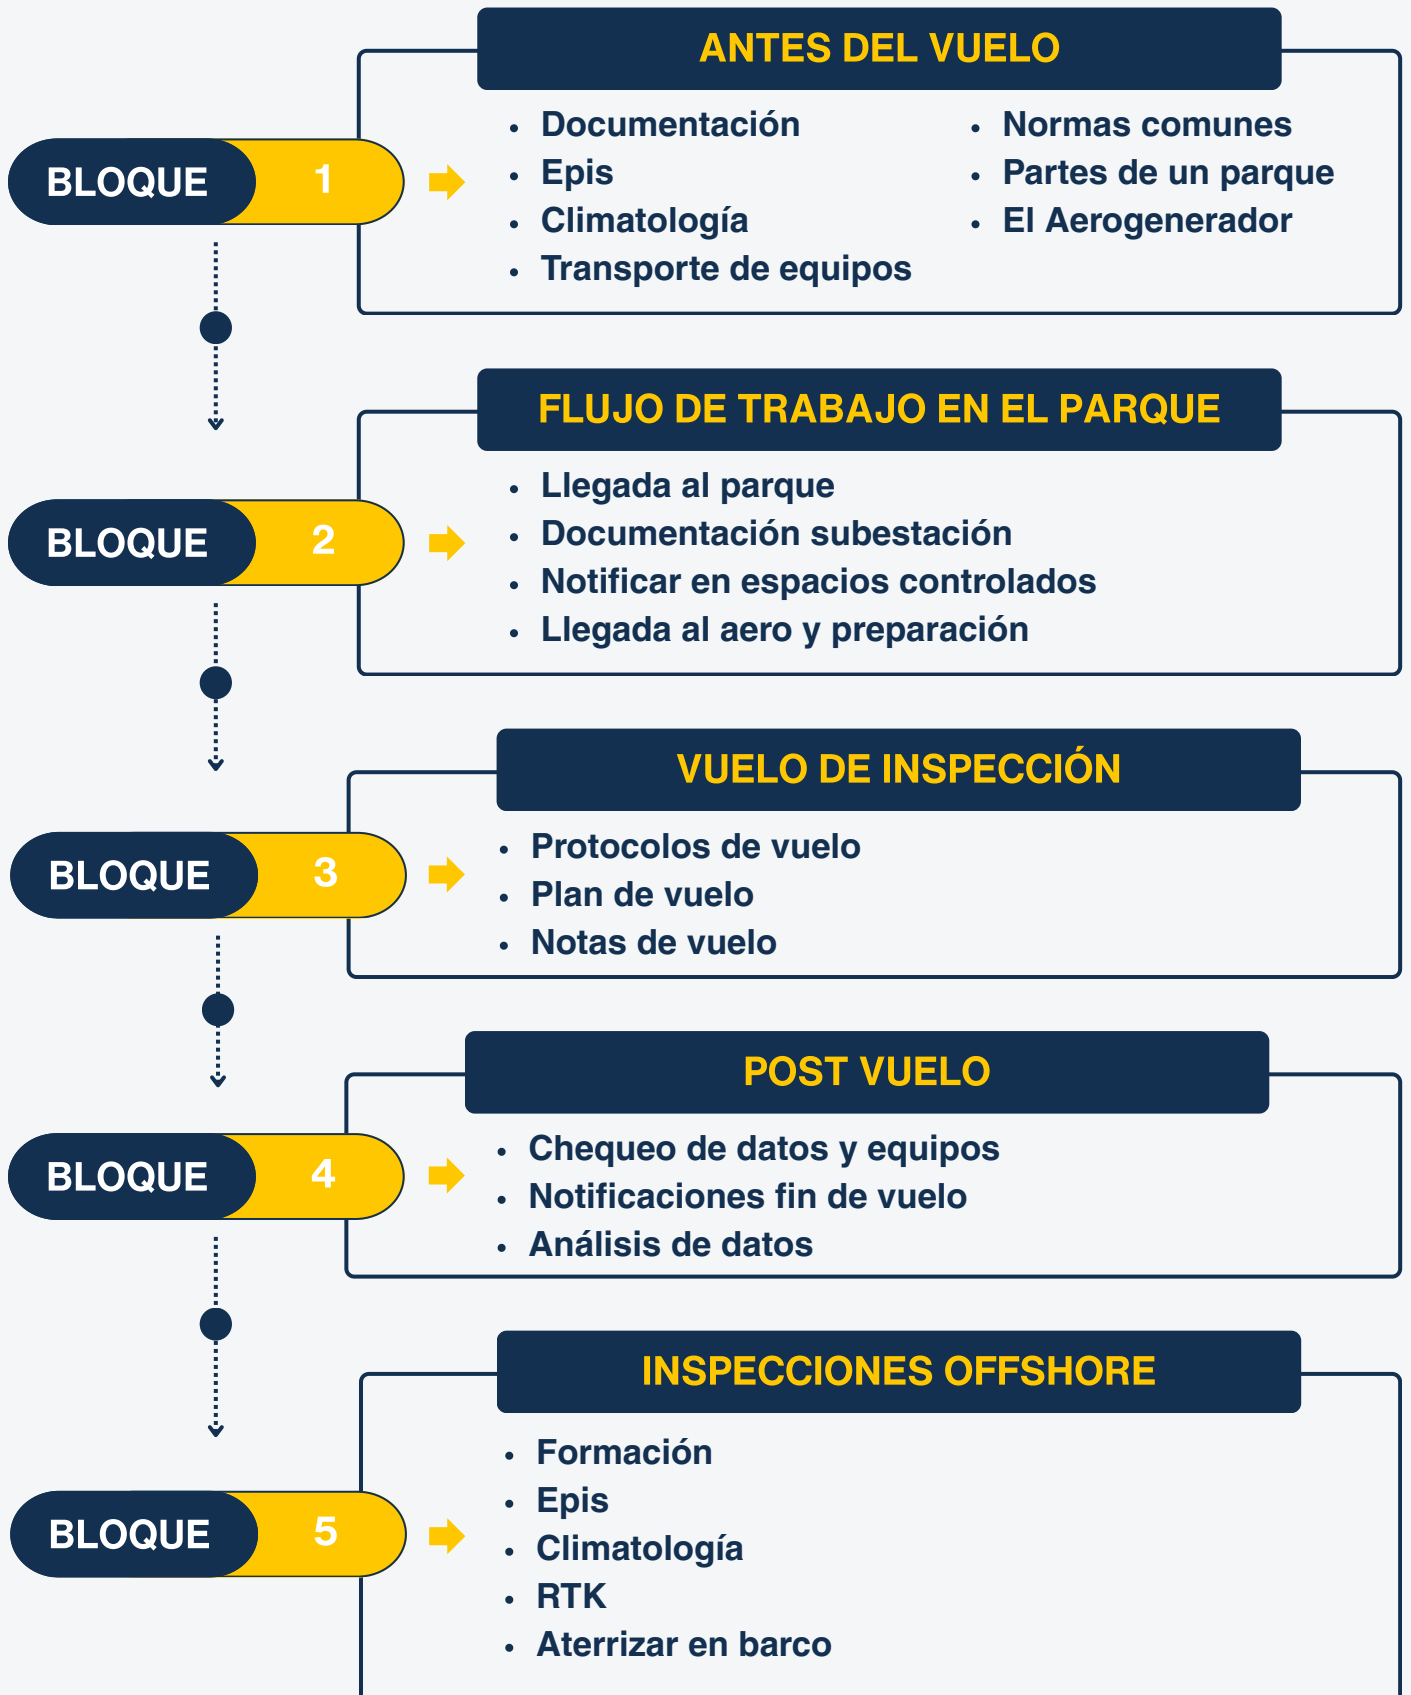 ANTES DEL VUELO
BLOQUE 1
• Documentación
• Epis
• Climatología
• Transporte de equipos
• Normas comunes
• Partes de un parque
• El Aerogenerador
FLUJO DE TRABAJO EN EL PARQUE
BLOQUE 2
• Llegada al parque
• Documentación subestación
• Notificar en espacios controlados
• Llegada al aero y preparación
VUELO DE INSPECCIÓN
BLOQUE 3
• Protocolos de vuelo
• Plan de vuelo
• Notas de vuelo
POST VUELO
BLOQUE 4
• Chequeo de datos y equipos
• Notificaciones fin de vuelo
• Análisis de datos
INSPECCIONES OFFSHORE
BLOQUE 5
• Formación
• Epis
• Climatología
• RTK
• Aterrizar en barco